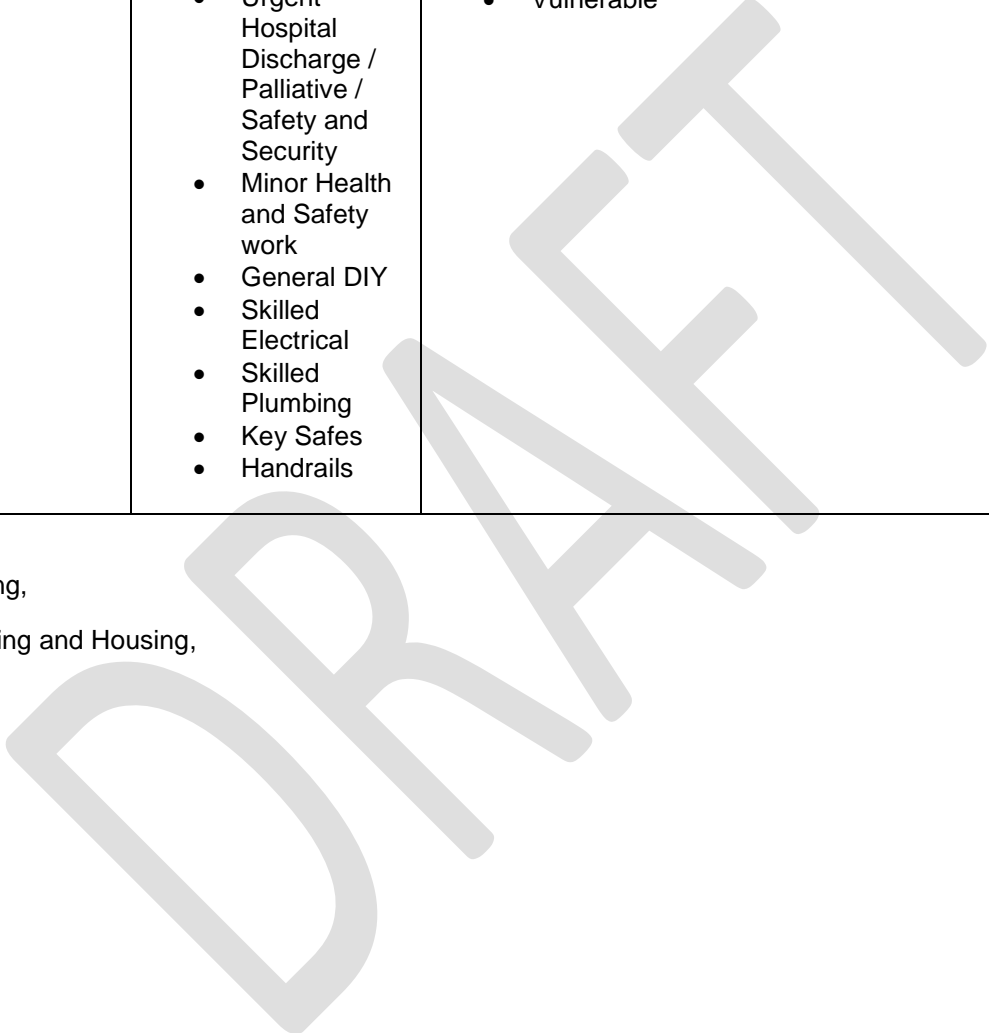 Urgent
Hospital
Discharge /
Palliative /
Safety and
Security
• Minor Health
and Safety
work
• General DIY
• Skilled
Electrical
• Skilled
Plumbing
• Key Safes
• Handrails
• Vulnerable
ng,
ing and Housing,
DRAFT